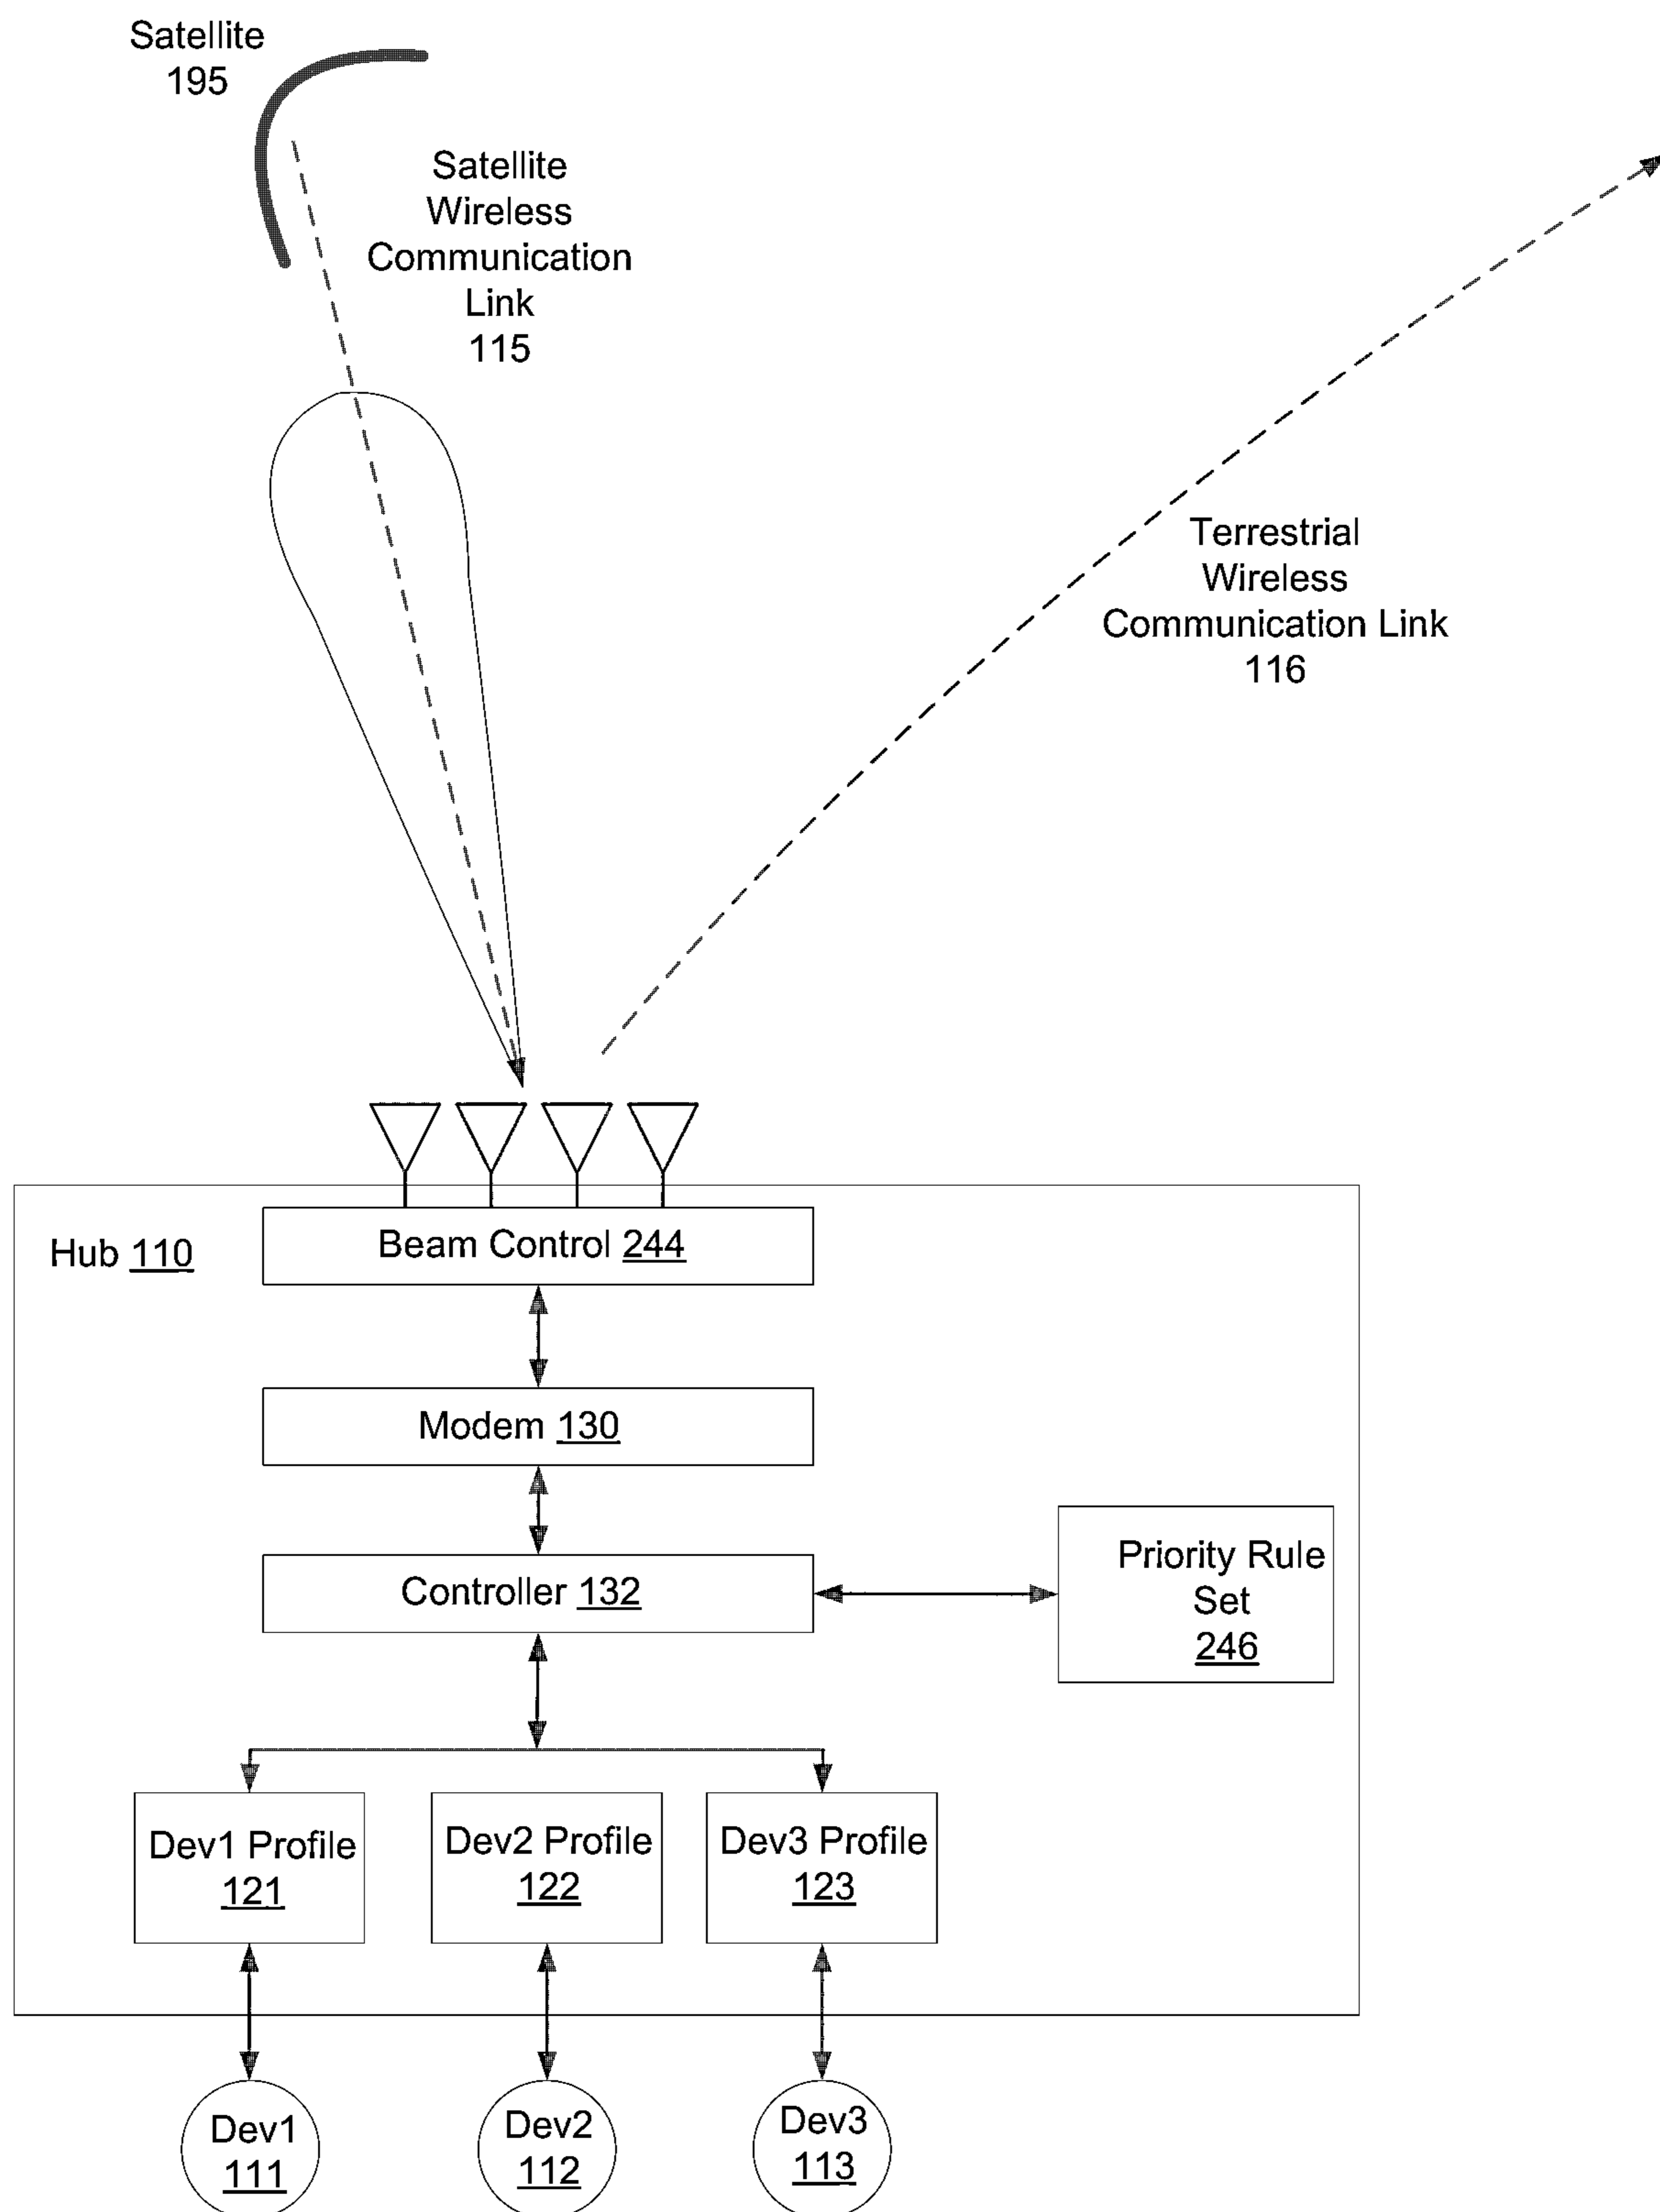 Satellite
195
Satellite
Wireless
Communication
Link
115
Terrestrial
Wireless
Communication Link
116
Hub 110
Beam Control 244
Modem 130
Controller 132
Priority Rule
Set
246
Dev1 Profile
121
Dev2 Profile
122
Dev3 Profile
123
Dev1
111
Dev2
112
Dev3
113